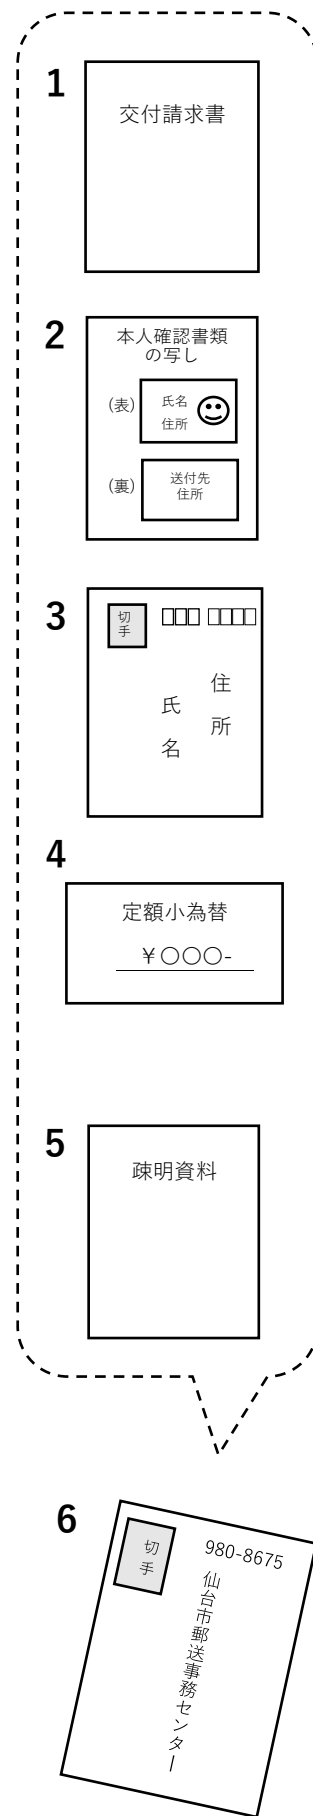 1
交付請求書
2
本人確認書類
の写し
(表)
氏名
住所
(裏)
送付先
住所
3
切手
住所
氏名
4
定額小為替
￥〇〇〇-
5
疎明資料
6
切手
980-8675
仙台市郵送事務センター